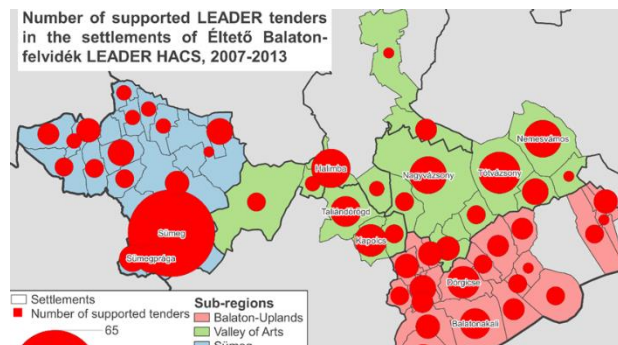 Number of supported LEADER tenders
in the settlements of Éltető Balaton-
felvidék LEADER HACS, 2007-2013
Nemesvámos
Halimba
Nagyvázsony
Tótvázsony
Taliándörögd
Sümeg
Kapolcs
Sümegprága
Dörgicse
Balatonakali
Settlements
Number of supported tenders
65
Sub-regions
Balaton-Uplands
Valley of Arts
Sümeg